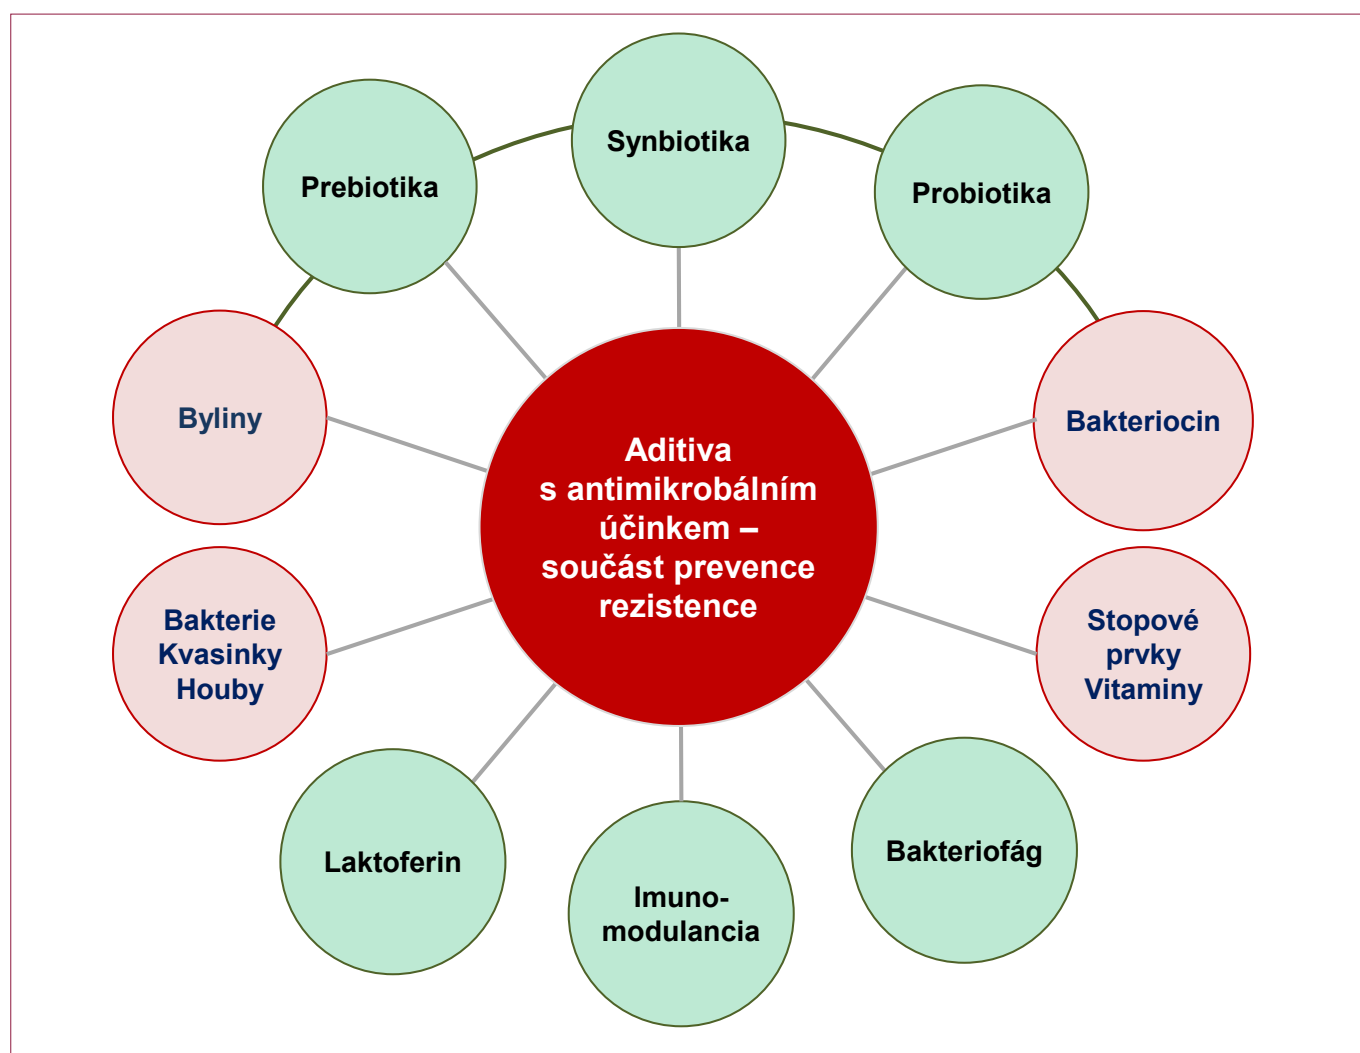 Synbiotika
Prebiotika
Probiotika
Byliny
Bakteriocin
Aditiva
s antimikrobálním
účinkem –
součást prevence
rezistence
Bakterie
Kvasinky
Houby
Stopové
prvky
Vitaminy
Laktoferin
Imuno-
modulancia
Bakteriofág